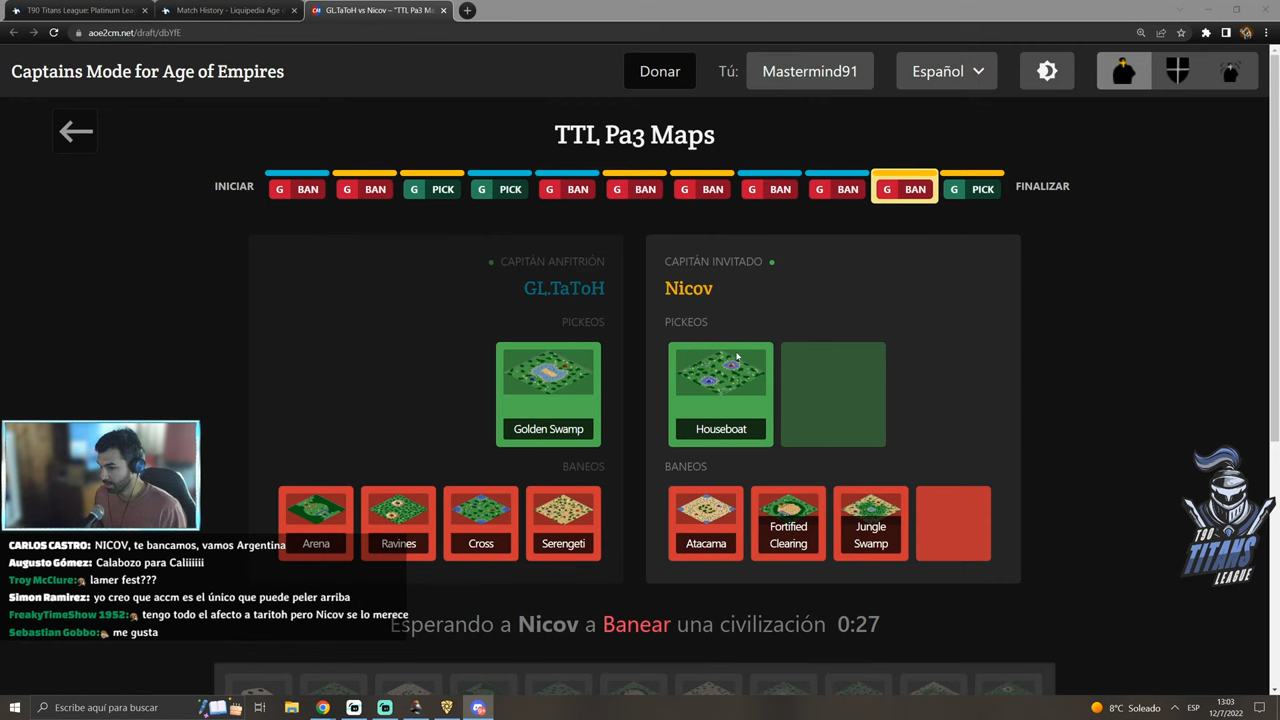 T90 Titans League: Platinum Leag
Match History - Liquipedia Age o
GL.TaToH vs Nicov – "TTL Pa3 Ma
aoe2cm.net/draft/dbYfE
Captains Mode for Age of Empires
Donar
Tú:
Mastermind91
Español
TTL Pa3 Maps
INICIAR
G BAN
G BAN
G PICK
G PICK
G BAN
G BAN
G BAN
G BAN
G BAN
G BAN
G PICK
FINALIZAR
CAPITÁN ANFITRIÓN
GL.TaToH
PICKEOS
Golden Swamp
BANEOS
Arena
Ravines
Cross
Serengeti
CAPITÁN INVITADO
Nicov
PICKEOS
Houseboat
BANEOS
Atacama
Fortified
Clearing
Jungle
Swamp
Esperando a Nicov a Banear una civilización 0:27
CARLOS CASTRO: NICOV, te bancamos, vamos Argentina
Augusto Gómez: Calabozo para Caliiiiii
Troy McClure: lamer fest???
Simon Ramirez: yo creo que accm es el único que puede peler arriba
FreakyTimeShow 1952: tengo todo el afecto a taritoh pero Nicov se lo merece
Sebastian Gobbo: me gusta
T90
TITANS
LEAGUE
Escribe aquí para buscar
8°C Soleado
ESP
13:03
12/7/2022